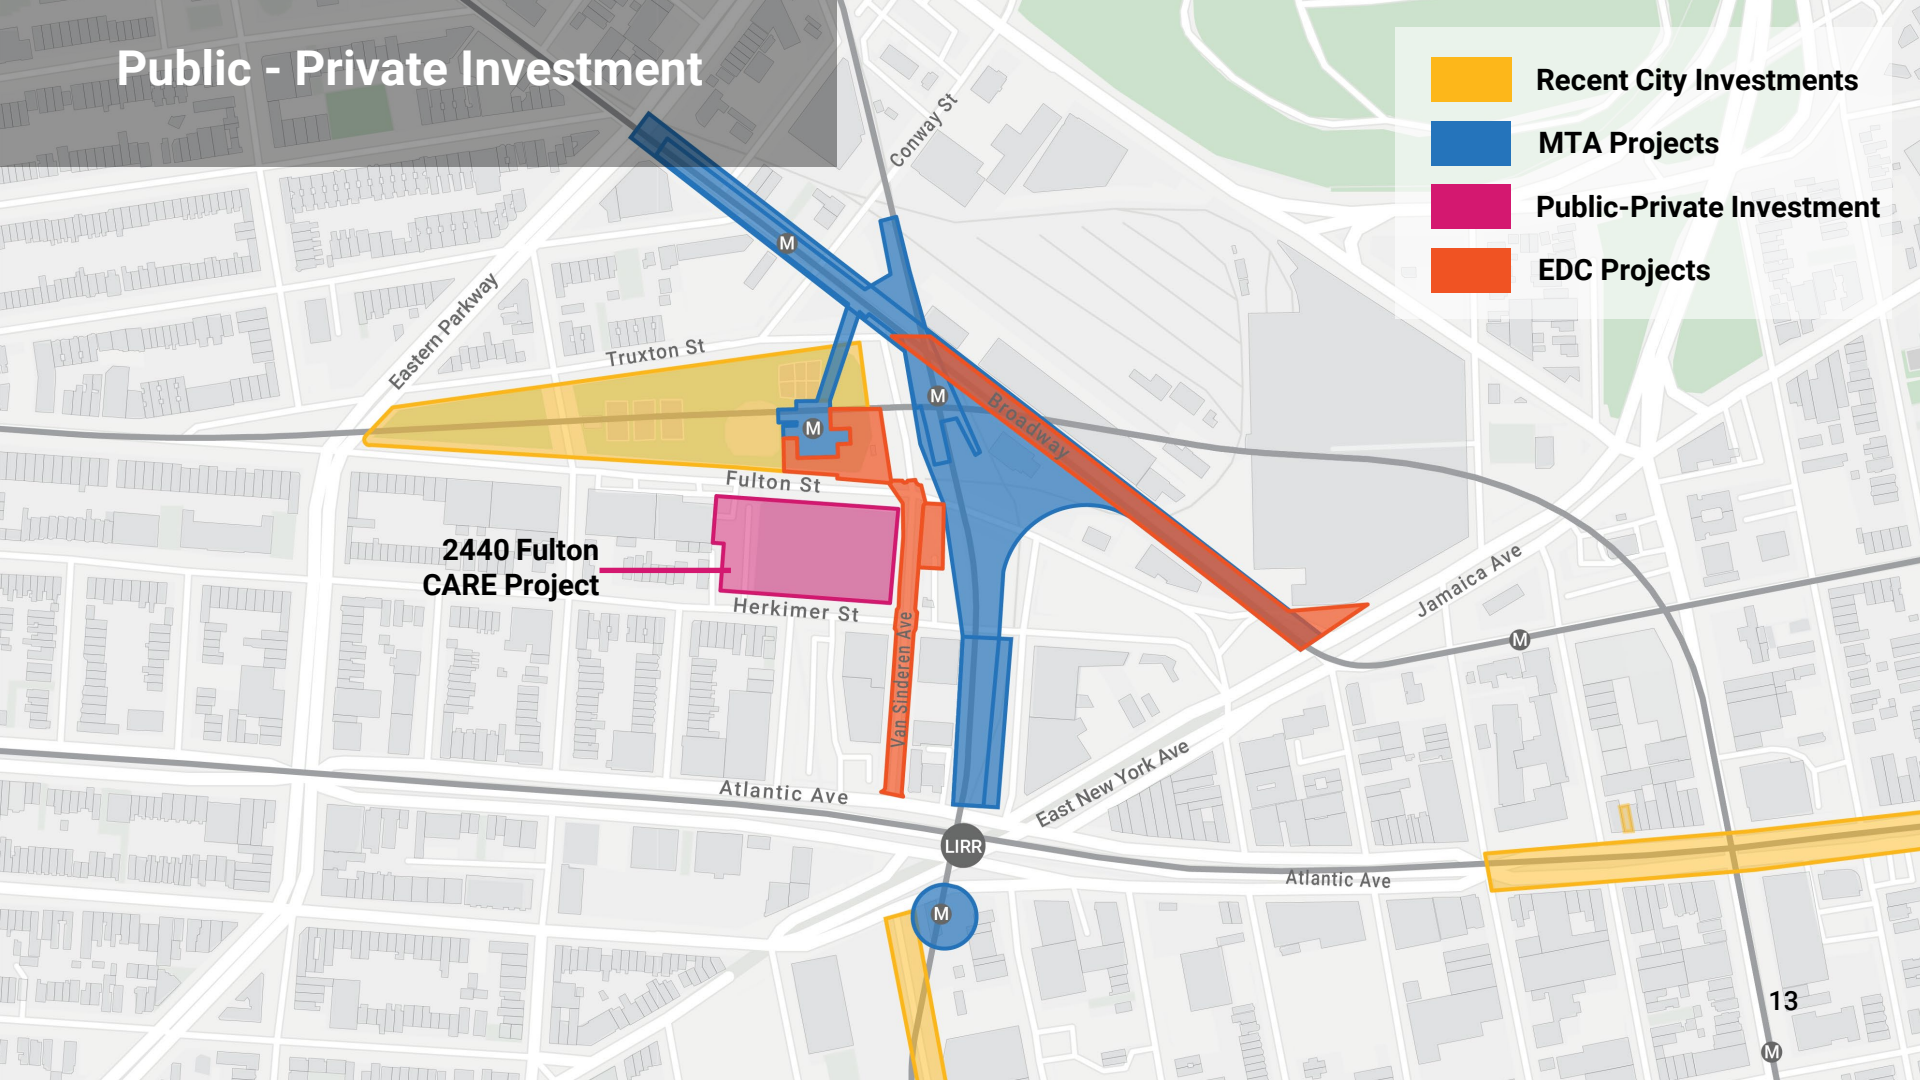 Public - Private Investment
Recent City Investments
MTA Projects
Public-Private Investment
EDC Projects
Conway St
M
Eastern Parkway
Truxton St
M
Broadway
M
Fulton St
2440 Fulton
CARE Project
Herkimer St
Van Sinderen Ave
Jamaica Ave
M
Atlantic Ave
East New York Ave
LIRR
Atlantic Ave
M
13
M